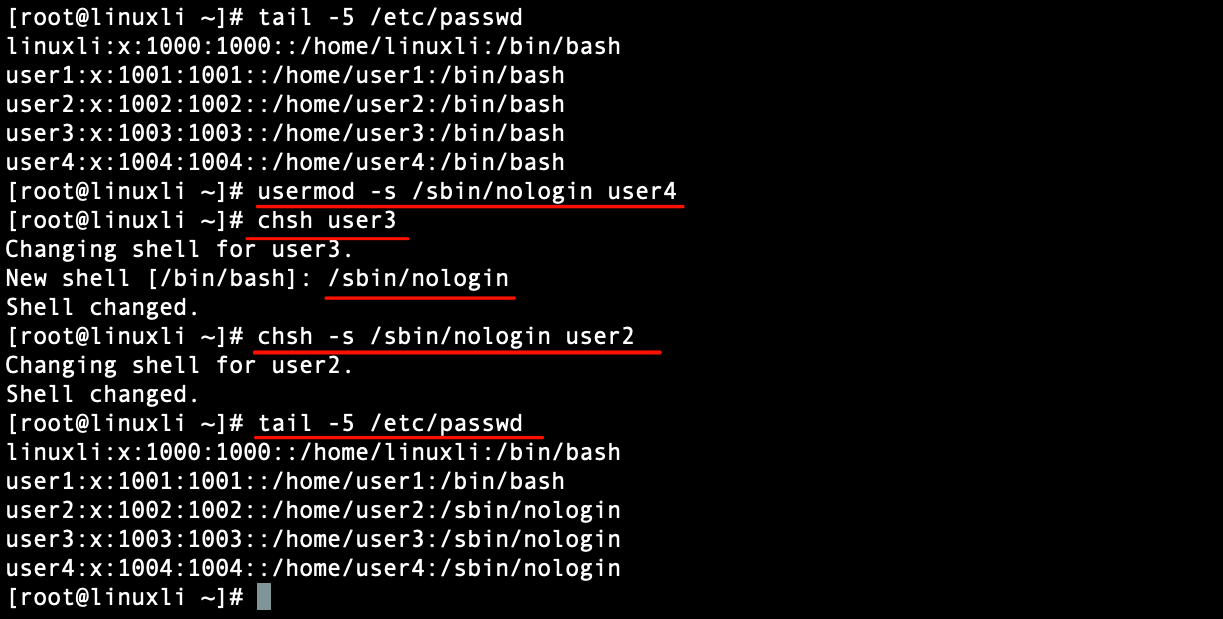 [root@linuxli ~]# tail -5 /etc/passwd
linuxli:x:1000:1000::/home/linuxli:/bin/bash
user1:x:1001:1001::/home/user1:/bin/bash
user2:x:1002:1002::/home/user2:/bin/bash
user3:x:1003:1003::/home/user3:/bin/bash
user4:x:1004:1004::/home/user4:/bin/bash
[root@linuxli ~]# usermod -s /sbin/nologin user4
[root@linuxli ~]# chsh user3
Changing shell for user3.
New shell [/bin/bash]: /sbin/nologin
Shell changed.
[root@linuxli ~]# chsh -s /sbin/nologin user2
Changing shell for user2.
Shell changed.
[root@linuxli ~]# tail -5 /etc/passwd
linuxli:x:1000:1000::/home/linuxli:/bin/bash
user1:x:1001:1001::/home/user1:/bin/bash
user2:x:1002:1002::/home/user2:/sbin/nologin
user3:x:1003:1003::/home/user3:/sbin/nologin
user4:x:1004:1004::/home/user4:/sbin/nologin
[root@linuxli ~]#